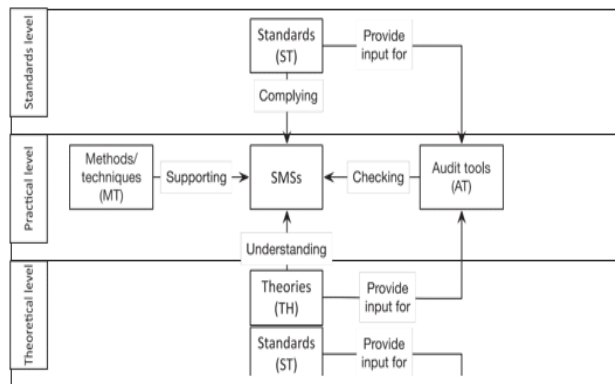 Standards level
Standards
(ST)
Provide
input for
Complying
Practical level
Methods/
techniques
(MT)
Supporting
SMSs
Checking
Audit tools
(AT)
Understanding
Theoretical level
Theories
(TH)
Provide
input for
Standards
(ST)
Provide
input for